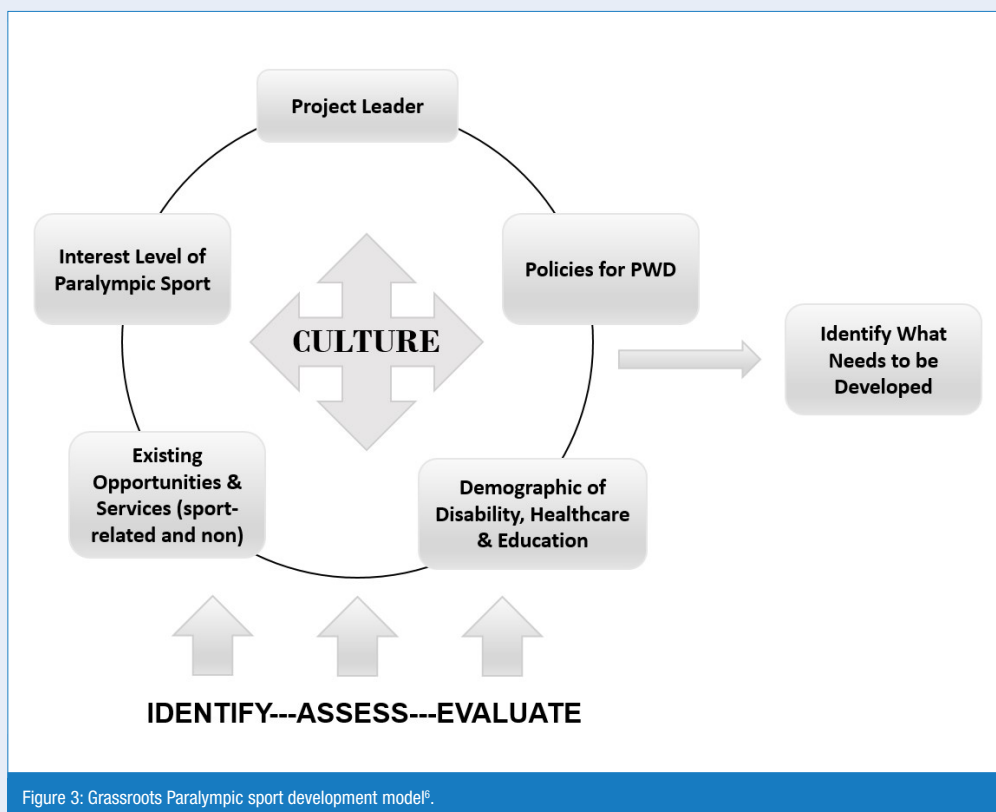 Project Leader
Interest Level of
Paralympic Sport
Policies for PWD
CULTURE
Identify What
Needs to be
Developed
Existing
Opportunities &
Services (sport-
related and non)
Demographic of
Disability, Healthcare
& Education
IDENTIFY---ASSESS---EVALUATE
Figure 3: Grassroots Paralympic sport development model⁶.